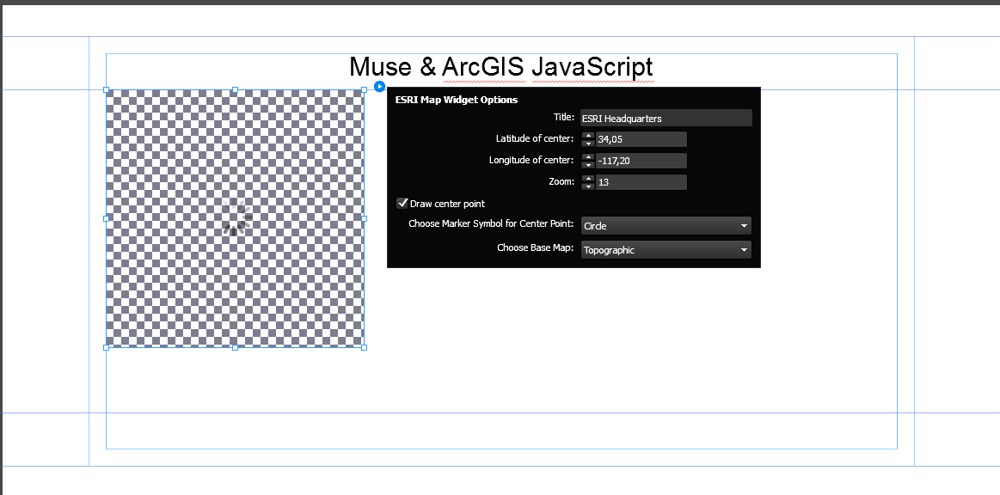 Muse & ArcGIS JavaScript
ESRI Map Widget Options
Title: ESRI Headquarters
Latitude of center: 34,05
Longitude of center: -117,20
Zoom: 13
Draw center point
Choose Marker Symbol for Center Point: Circle
Choose Base Map: Topographic